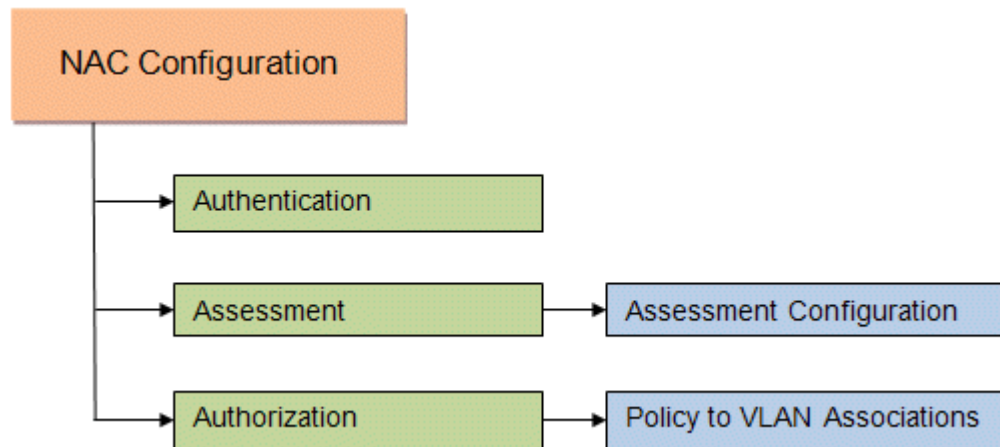 NAC Configuration
Authentication
Assessment
Assessment Configuration
Authorization
Policy to VLAN Associations